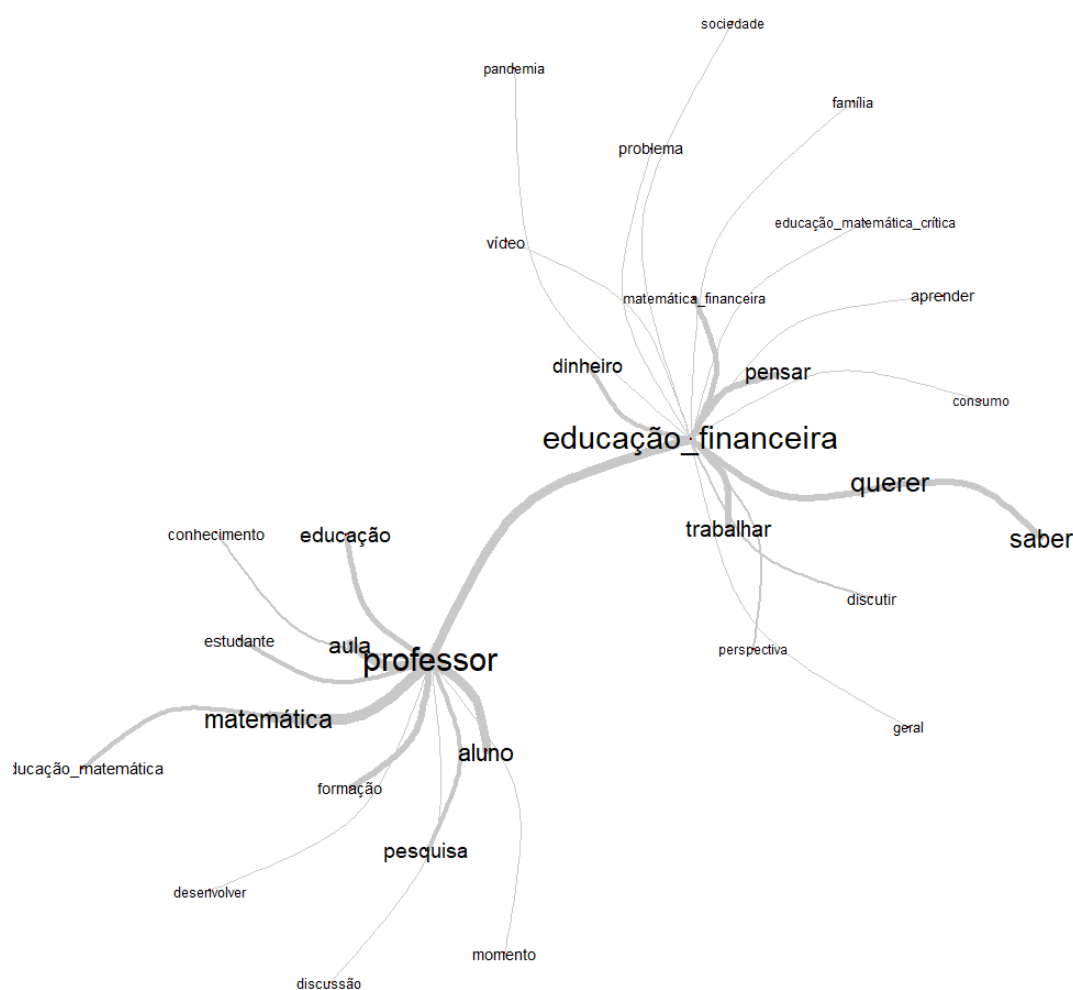 sociedade
pandemia
família
problema
educação_matemática_crítica
vídeo
matemática_financeira
aprender
dinheiro
pensar
consumo
educação_financeira
querer
trabalhar
saber
conhecimento
educação
discutir
estudante
aula
perspectiva
professor
matemática
geral
aluno
ducação_matemática
formação
pesquisa
desenvolver
momento
discussão